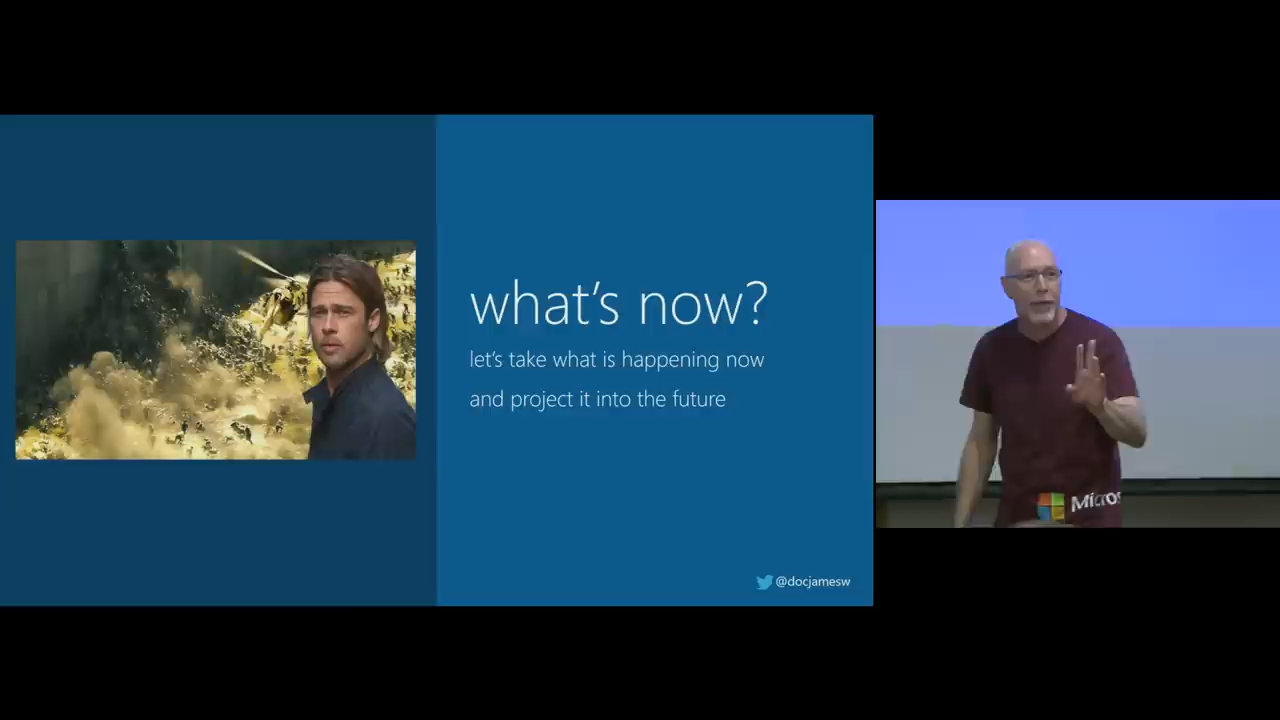 what's now?
let's take what is happening now
and project it into the future
@docjamesw
Micros